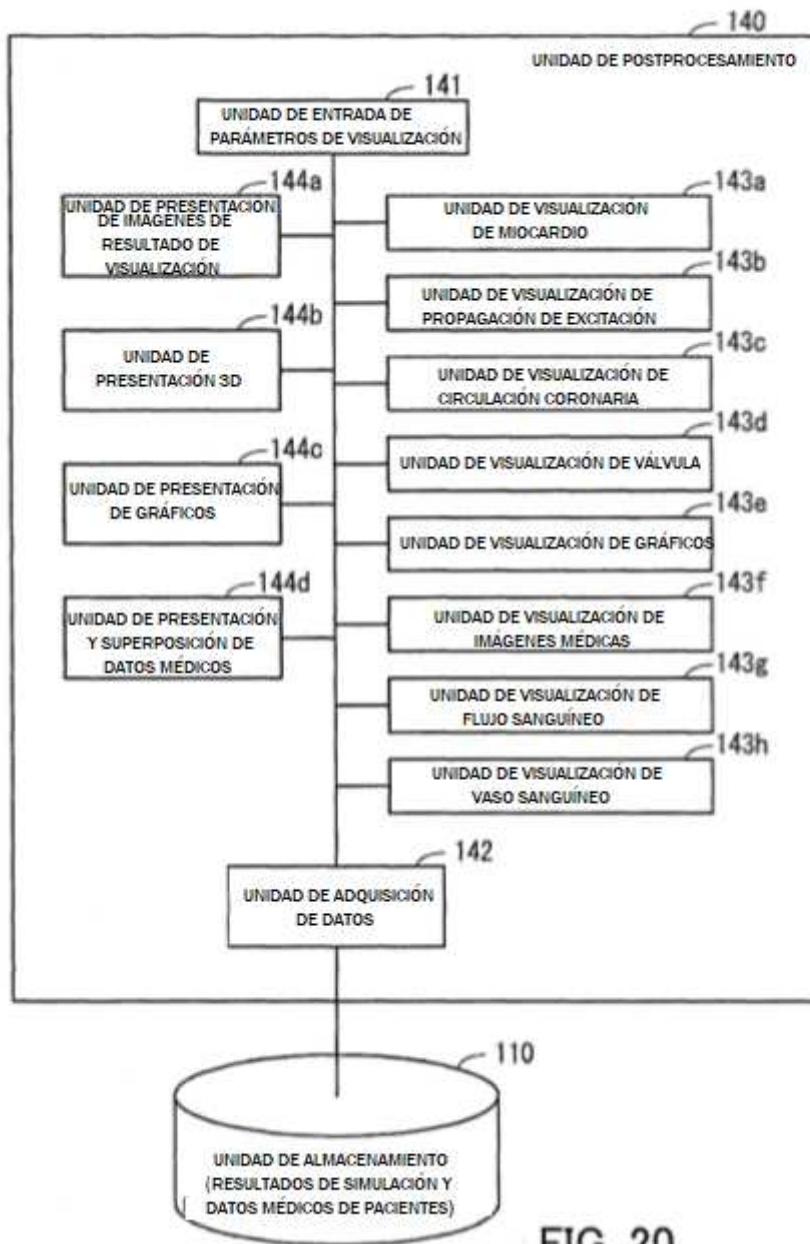 140
UNIDAD DE POSTPROCESAMIENTO
141
UNIDAD DE ENTRADA DE
PARÁMETROS DE VISUALIZACIÓN
144a
UNIDAD DE PRESENTACIÓN
DE IMÁGENES DE
RESULTADO DE
VISUALIZACIÓN
143a
UNIDAD DE VISUALIZACIÓN
DE MIOCARDIO
143b
UNIDAD DE VISUALIZACIÓN DE
PROPAGACIÓN DE EXCITACIÓN
144b
UNIDAD DE
PRESENTACIÓN 3D
143c
UNIDAD DE VISUALIZACIÓN DE
CIRCULACIÓN CORONARIA
143d
UNIDAD DE VISUALIZACIÓN DE VÁLVULA
144c
UNIDAD DE PRESENTACIÓN
DE GRÁFICOS
143e
UNIDAD DE VISUALIZACIÓN DE GRÁFICOS
144d
UNIDAD DE PRESENTACIÓN
Y SUPERPOSICIÓN DE
DATOS MÉDICOS
143f
UNIDAD DE VISUALIZACIÓN DE
IMÁGENES MÉDICAS
143g
UNIDAD DE VISUALIZACIÓN DE
FLUJO SANGUÍNEO
143h
UNIDAD DE VISUALIZACIÓN DE
VASO SANGUÍNEO
142
UNIDAD DE ADQUISICIÓN
DE DATOS
110
UNIDAD DE ALMACENAMIENTO
(RESULTADOS DE SIMULACIÓN Y
DATOS MÉDICOS DE PACIENTES)
FIG. 20